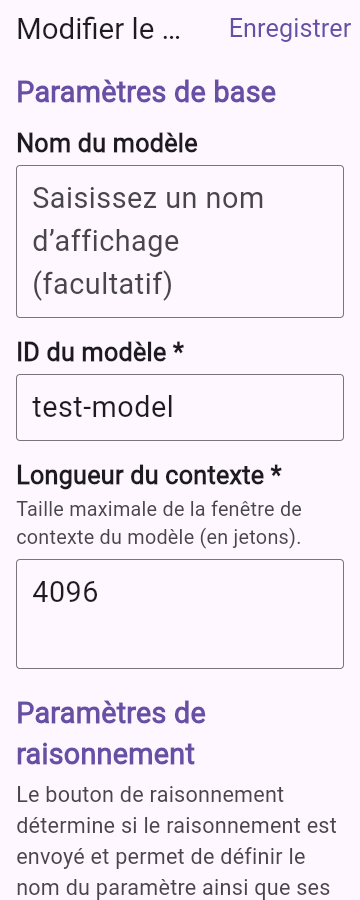 Modifier le ...
Enregistrer
Paramètres de base
Nom du modèle
Saisissez un nom
d’affichage
(facultatif)
ID du modèle *
test-model
Longueur du contexte *
Taille maximale de la fenêtre de
contexte du modèle (en jetons).
4096
Paramètres de
raisonnement
Le bouton de raisonnement
détermine si le raisonnement est
envoyé et permet de définir le
nom du paramètre ainsi que ses